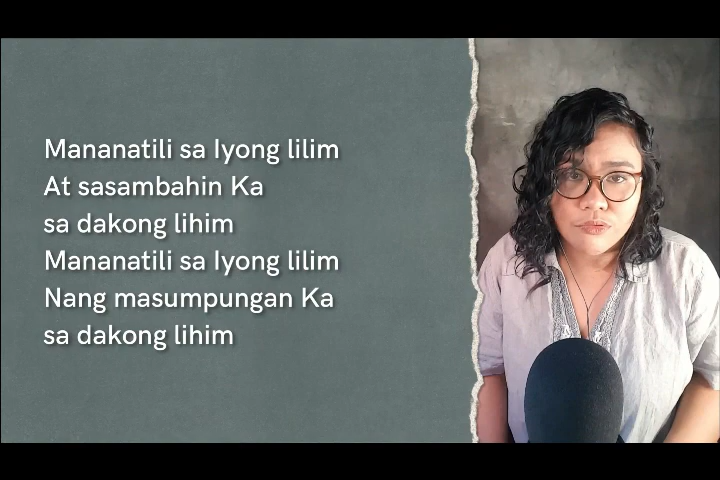 Mananatili sa Iyong lilim
At sasambahin Ka
sa dakong lihim
Mananatili sa Iyong lilim
Nang masumpungan Ka
sa dakong lihim